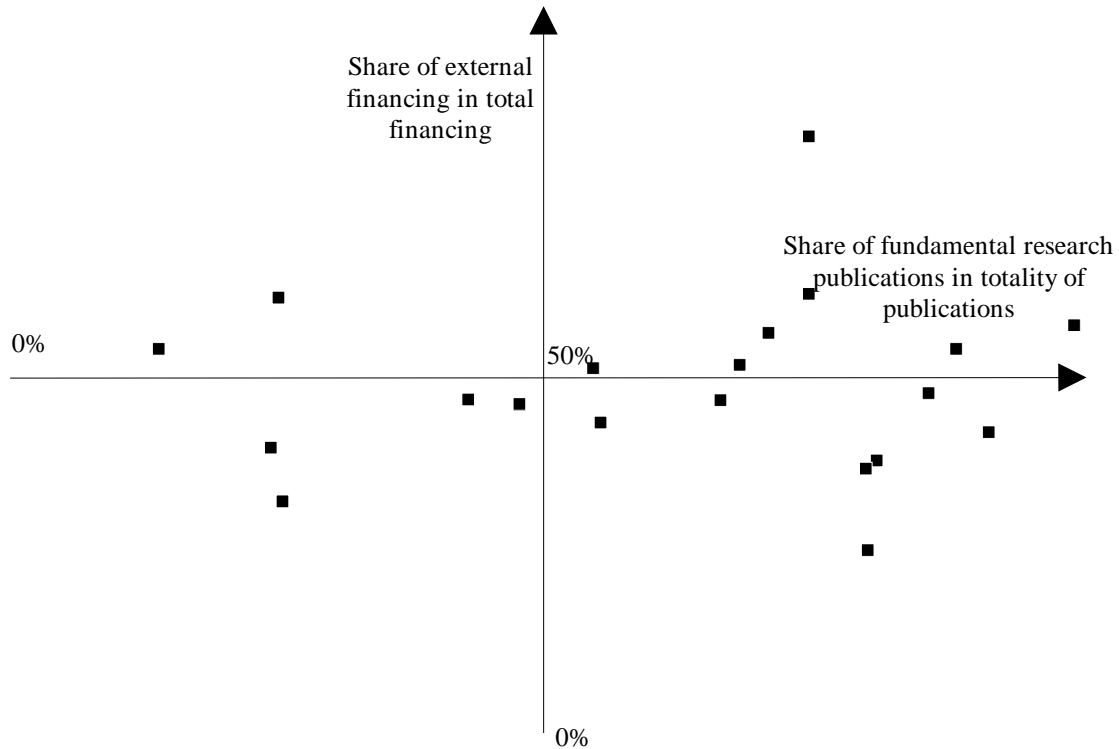 Share of external
financing in total
financing
Share of fundamental research
publications in totality of
publications
0%
50%
0%